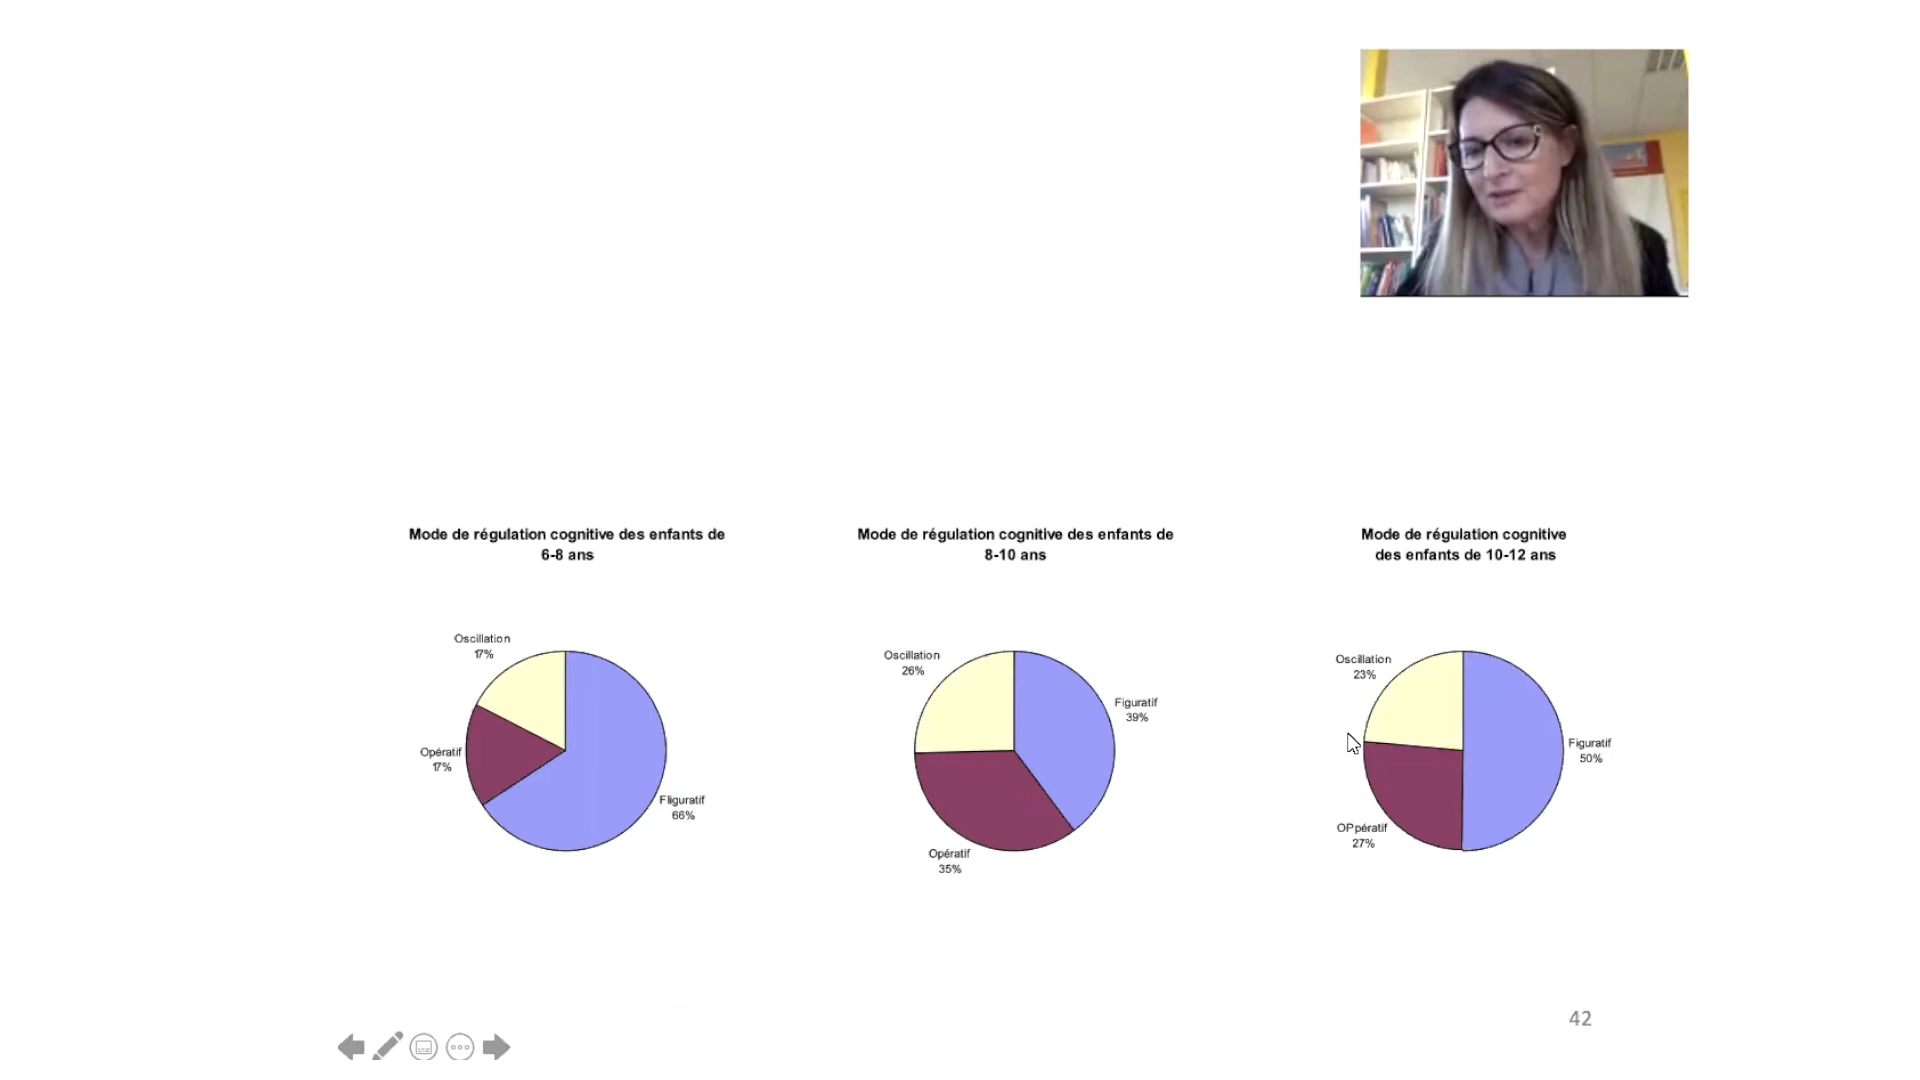 Mode de régulation cognitive des enfants de
6-8 ans
Oscillation
17%
Opératif
17%
Fliguratif
66%
Mode de régulation cognitive des enfants de
8-10 ans
Oscillation
26%
Figuratif
39%
Opératif
35%
Mode de régulation cognitive
des enfants de 10-12 ans
Oscillation
23%
Figuratif
50%
OPpératif
27%
42